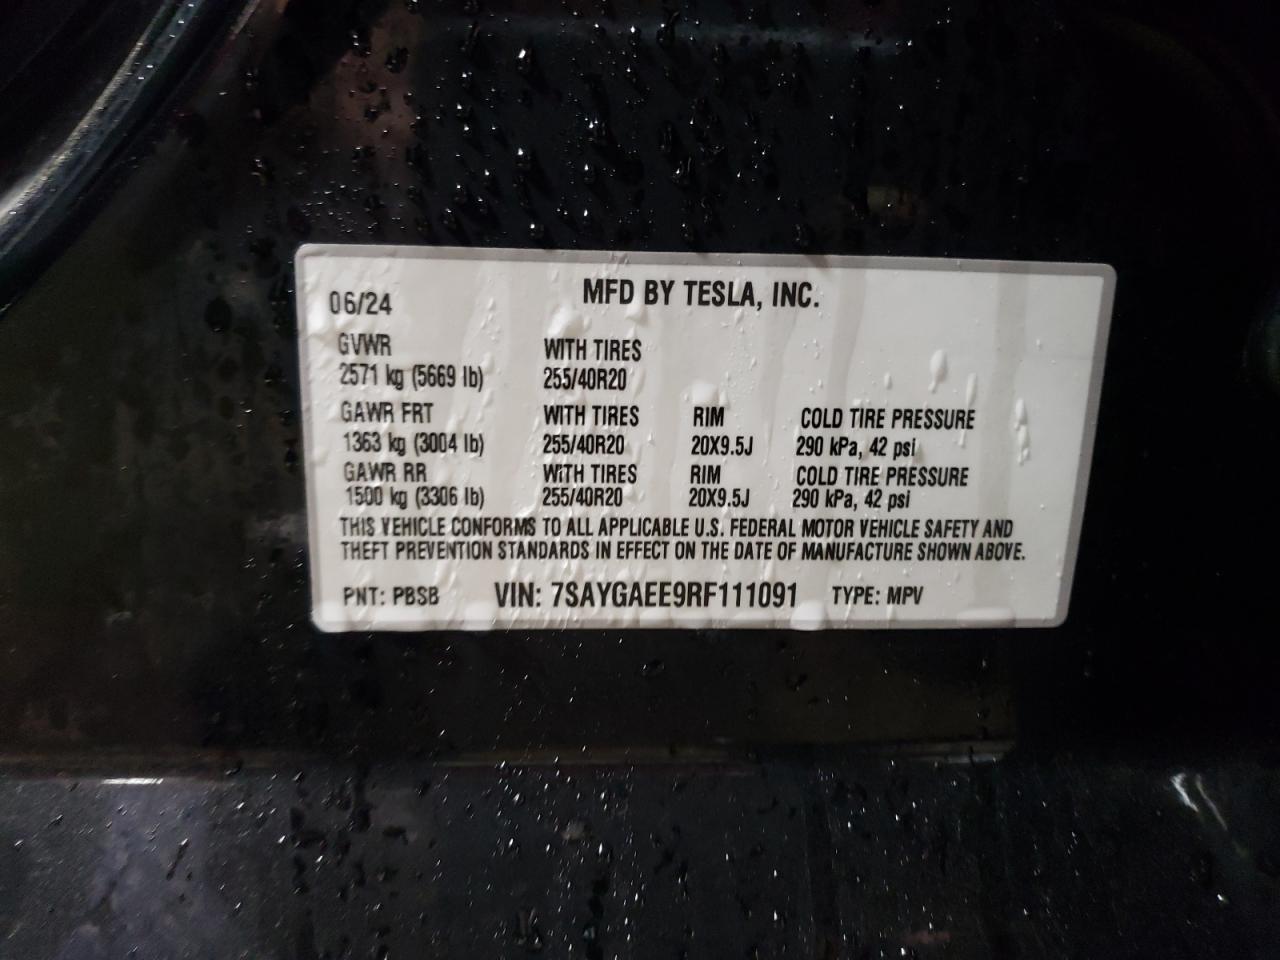 06/24 MFD BY TESLA, INC.
GVWR WITH TIRES
2571 kg (5669 lb) 255/40R20
GAWR FRT WITH TIRES RIM COLD TIRE PRESSURE
1363 kg (3004 lb) 255/40R20 20X9.5J 290 kPa, 42 psi
GAWR RR WITH TIRES RIM COLD TIRE PRESSURE
1500 kg (3306 lb) 255/40R20 20X9.5J 290 kPa, 42 psi
THIS VEHICLE CONFORMS TO ALL APPLICABLE U.S. FEDERAL MOTOR VEHICLE SAFETY AND
THEFT PREVENTION STANDARDS IN EFFECT ON THE DATE OF MANUFACTURE SHOWN ABOVE.
PNT: PBSB VIN: 7SAYGAEE9RF111091 TYPE: MPV